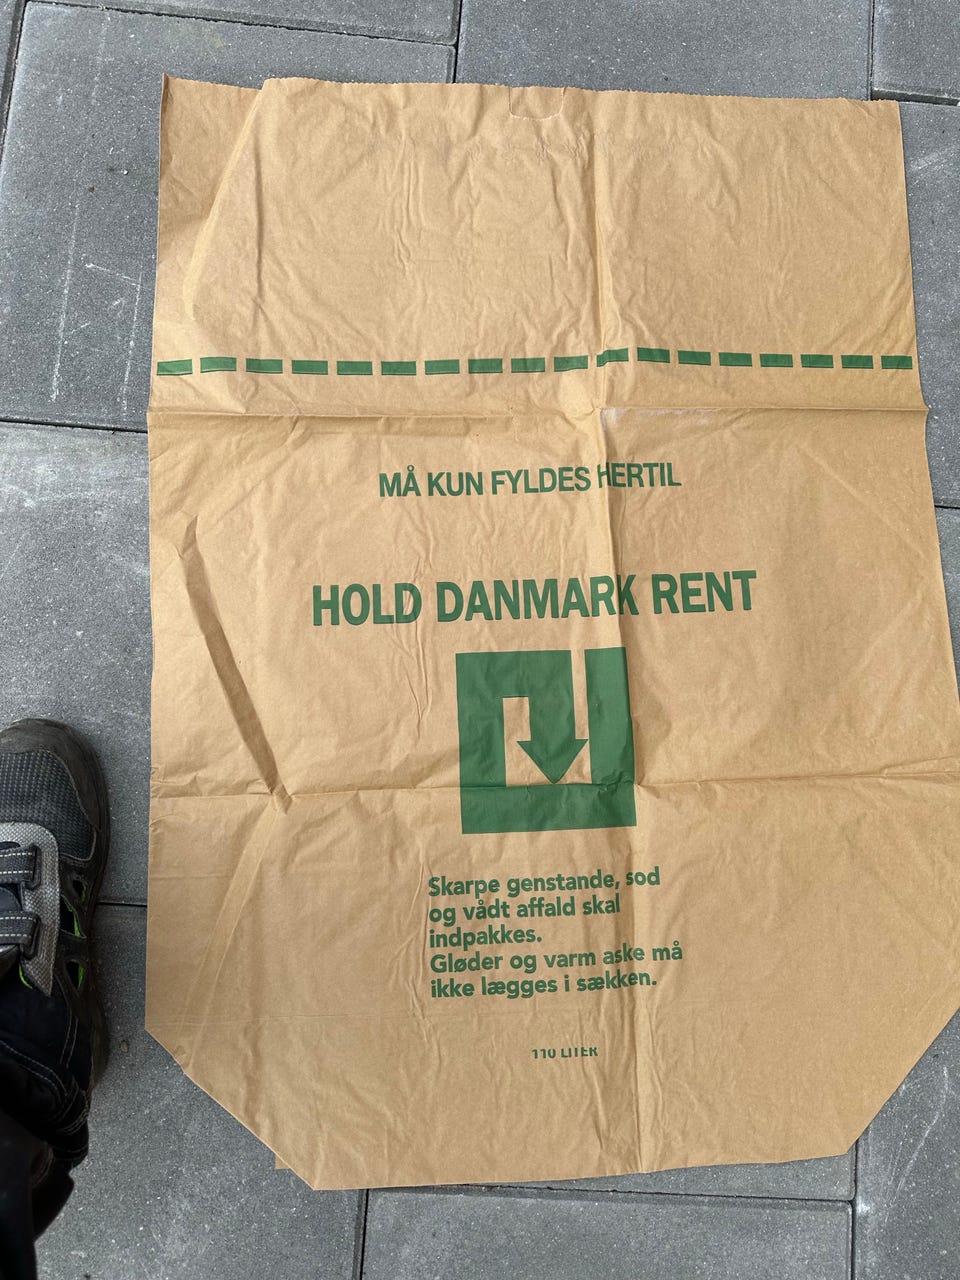 MÅ KUN FYLDES HERTIL
HOLD DANMARK RENT
Skarpe genstande, sod
og vådt affald skal
indpakkes.
Gløder og varm aske må
ikke lægges i sækken.
110 LITER